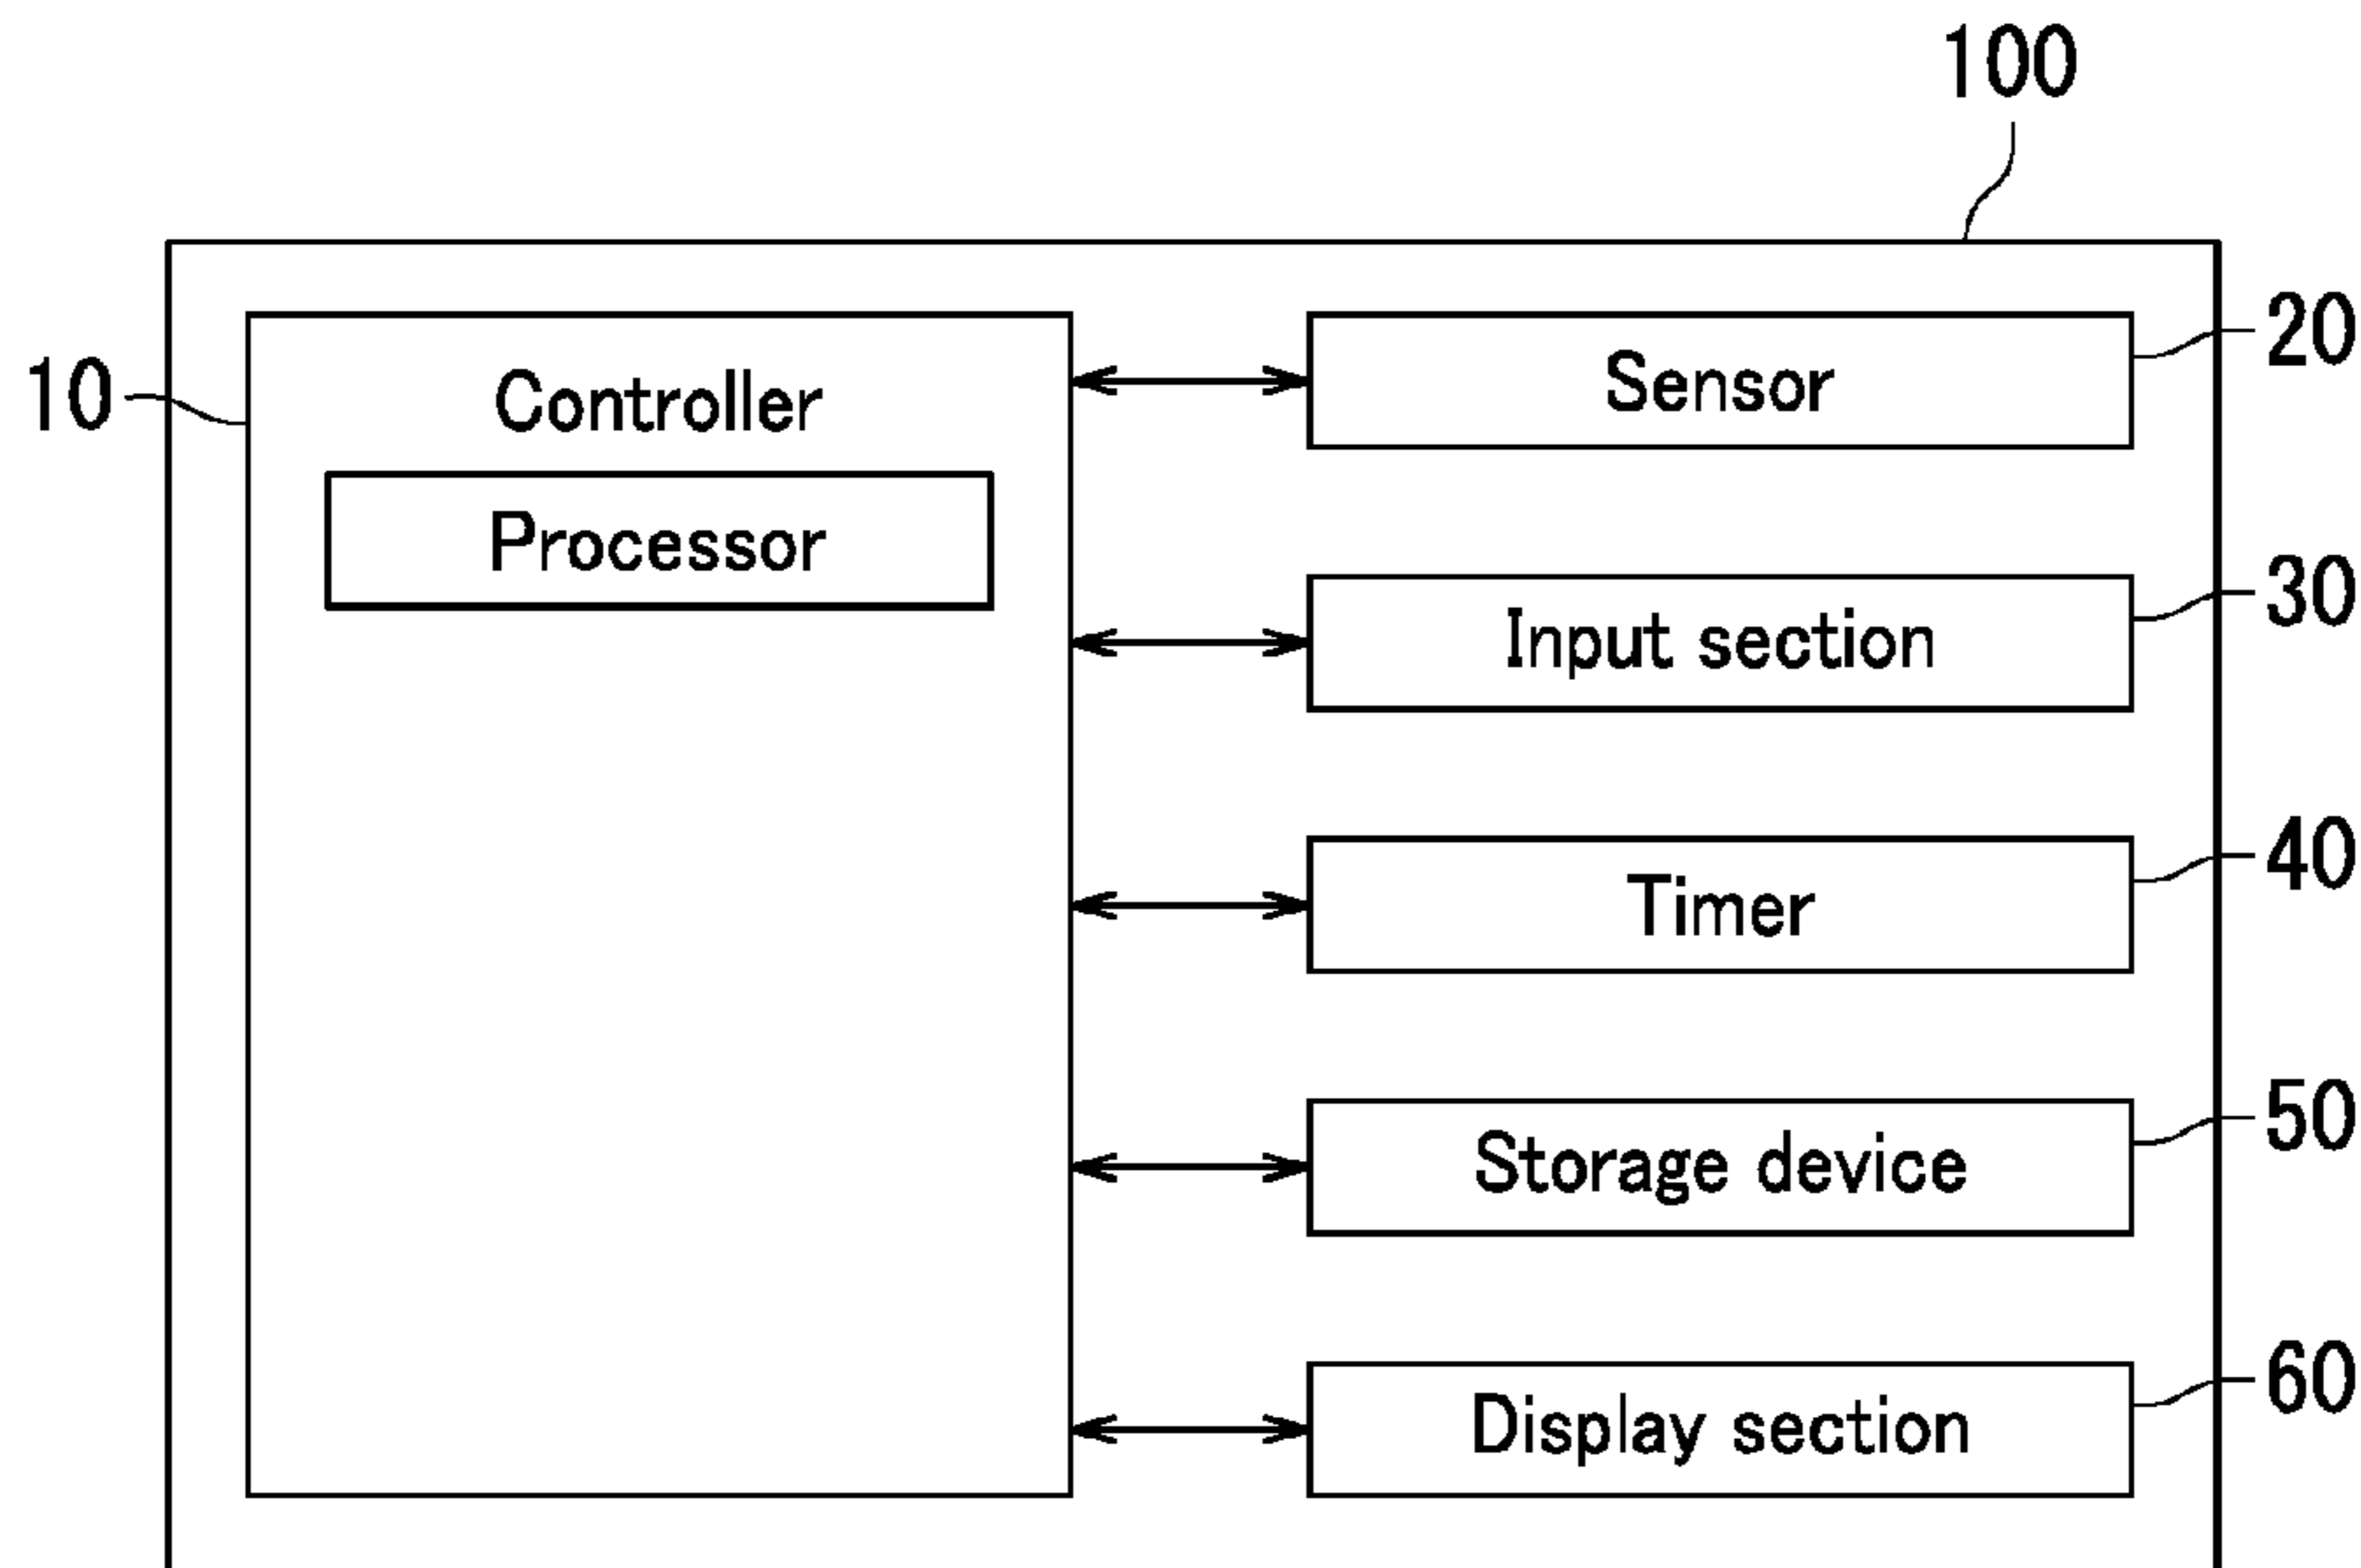 100
10
Controller
Processor
Sensor
20
Input section
30
Timer
40
Storage device
50
Display section
60